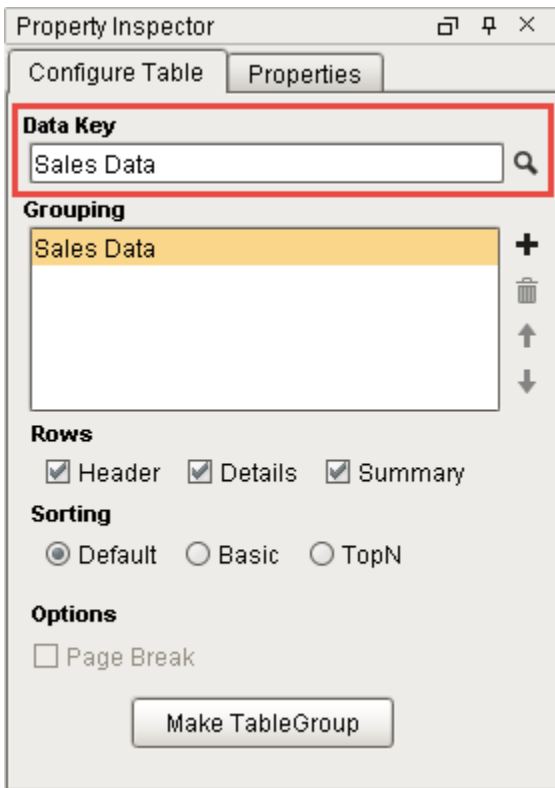 Property Inspector
Configure Table Properties
Data Key
Sales Data
Grouping
Sales Data
Rows
Header Details Summary
Sorting
Default Basic TopN
Options
Page Break
Make TableGroup